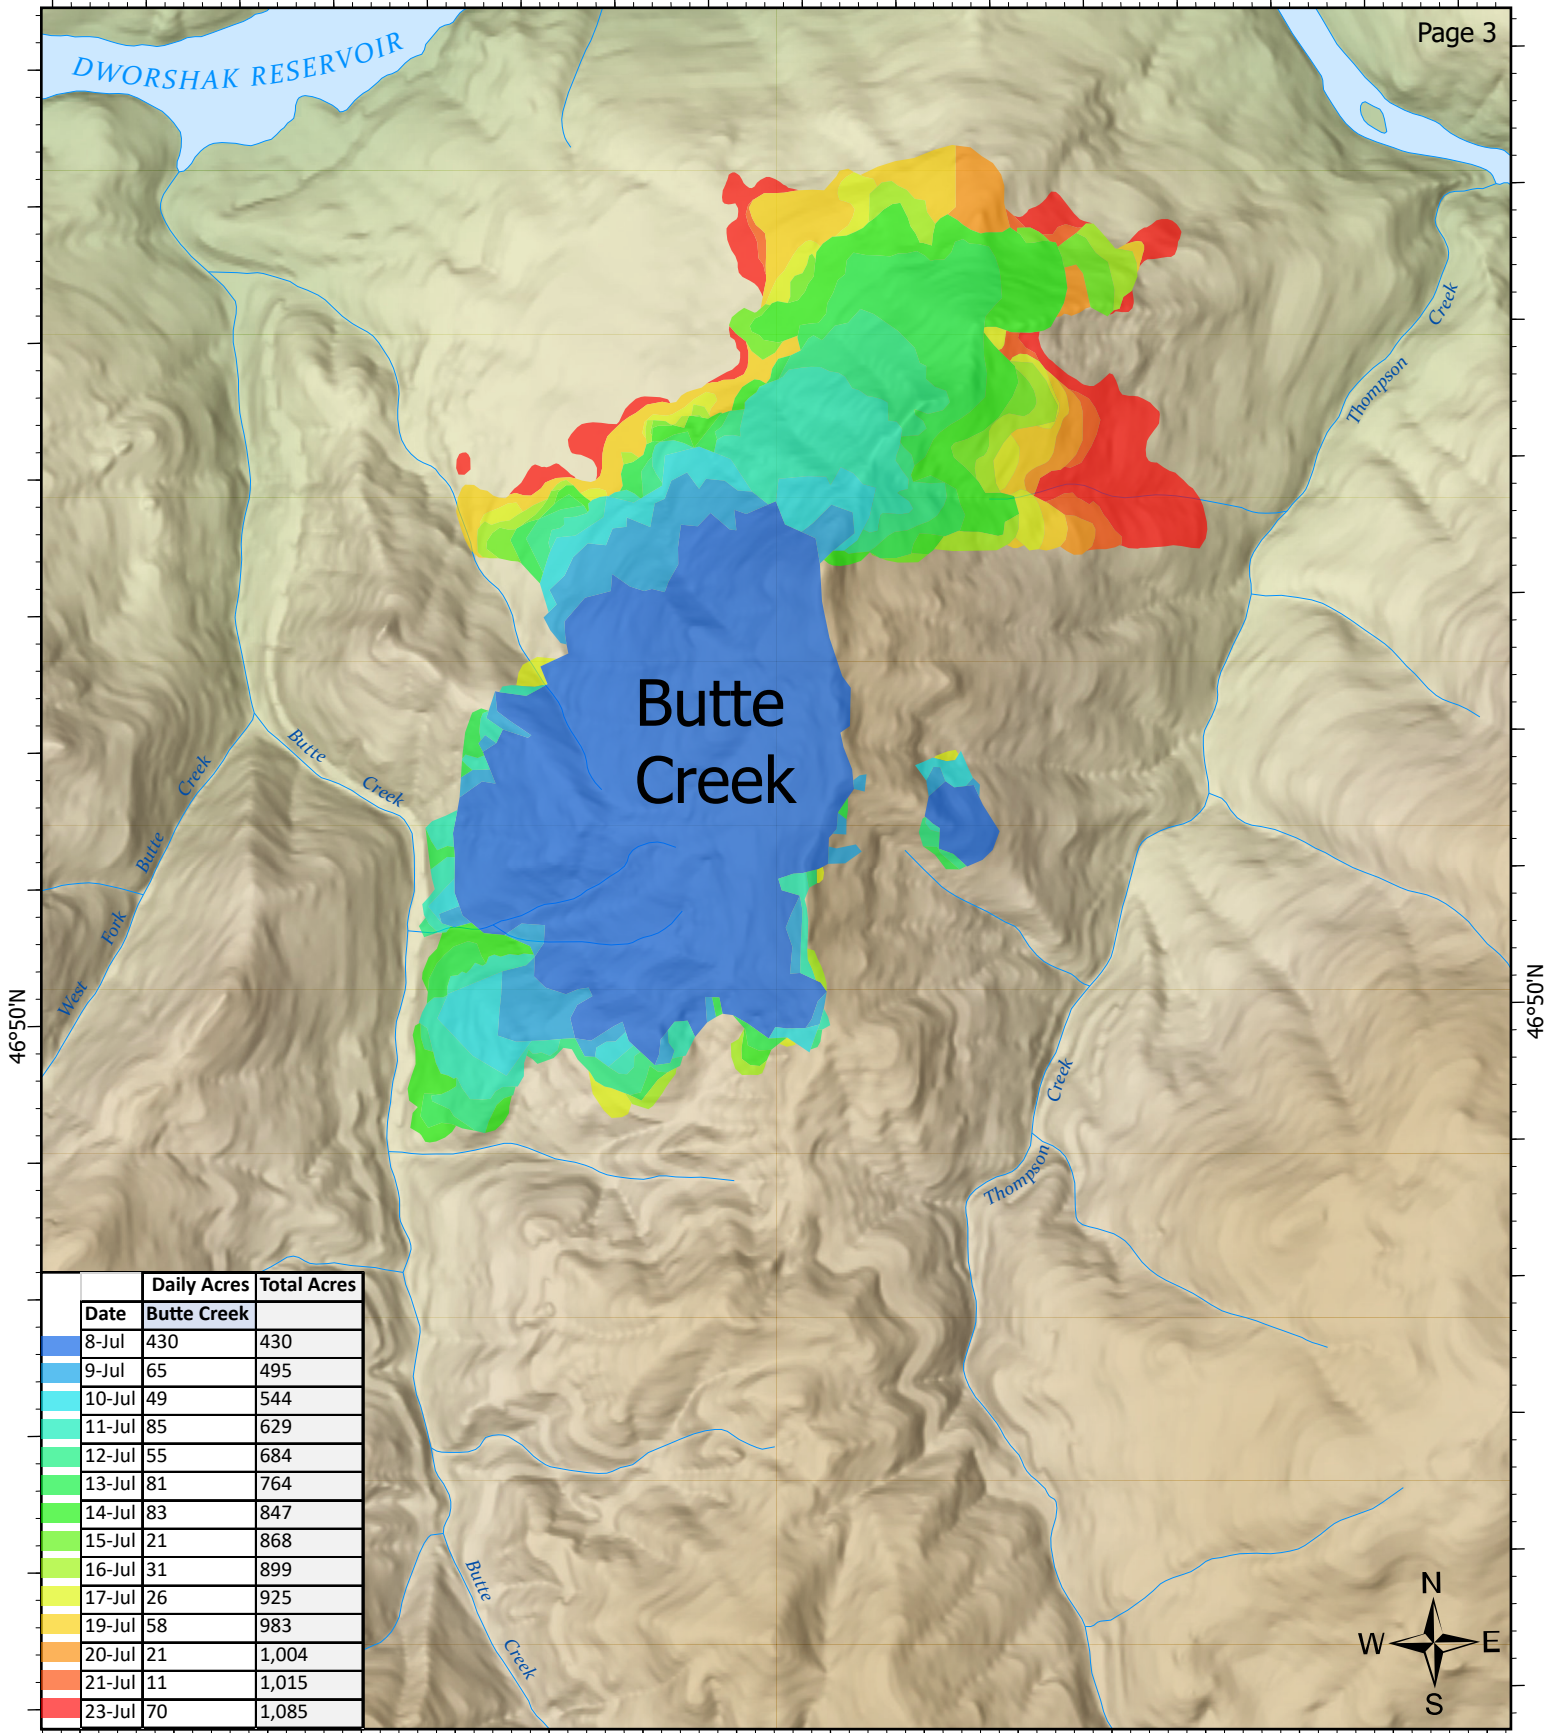 Page 3
DWORSHAK RESERVOIR
Creek
Thompson
Butte
Creek
Butte
Creek
Creek
Butte
Fork
West
46°50'N
46°50'N
Creek
Thompson
Daily Acres Total Acres
Date Butte Creek
8-Jul 430 430
9-Jul 65 495
10-Jul 49 544
11-Jul 85 629
12-Jul 55 684
13-Jul 81 764
14-Jul 83 847
15-Jul 21 868
16-Jul 31 899
17-Jul 26 925
19-Jul 58 983
20-Jul 21 1,004
21-Jul 11 1,015
23-Jul 70 1,085
Butte
Creek
N
W E
S